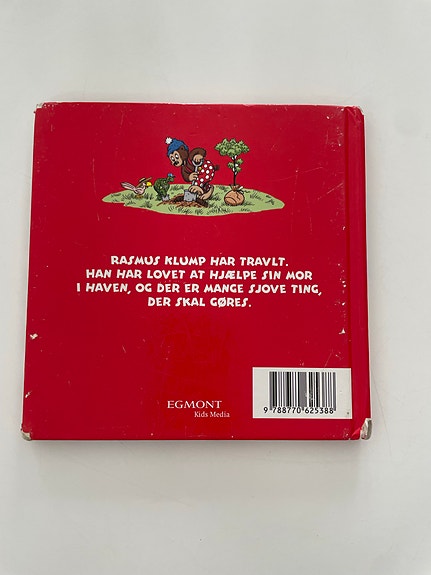 RASMUS KLUMP HAR TRAVLT.
HAN HAR LOVET AT HJÆLPE SIN MOR
I HAVEN, OG DER ER MANGE SJOVE TING,
DER SKAL GØRES.
EGMONT
Kids Media
9 788770 625388